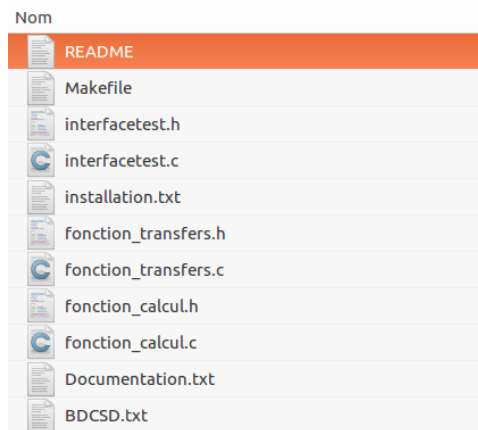 Nom
README
Makefile
interfacetest.h
interfacetest.c
installation.txt
fonction_transfers.h
fonction_transfers.c
fonction_calcul.h
fonction_calcul.c
Documentation.txt
BDCSD.txt